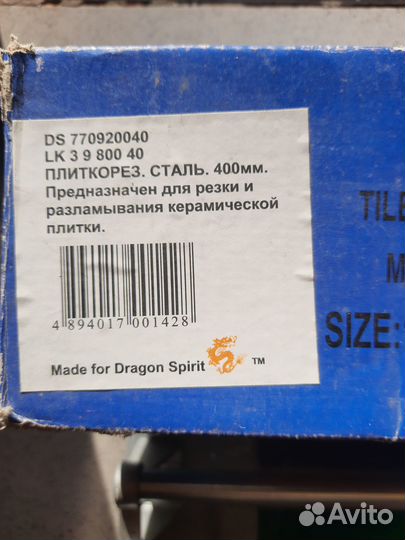 DS 770920040
LK 3 9 800 40
ПЛИТКОРЕЗ. СТАЛЬ. 400мм.
Предназначен для резки и
разламывания керамической
плитки.
4 894017 001428
Made for Dragon Spirit ™
TILE
M
SIZE:
Avito